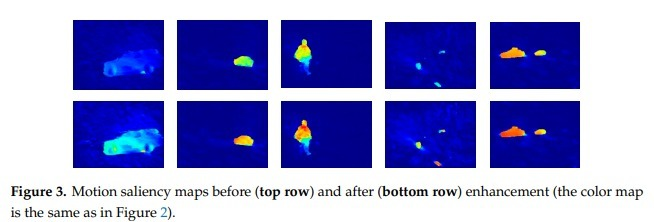 Figure 3. Motion saliency maps before (top row) and after (bottom row) enhancement (the color map
is the same as in Figure 2).